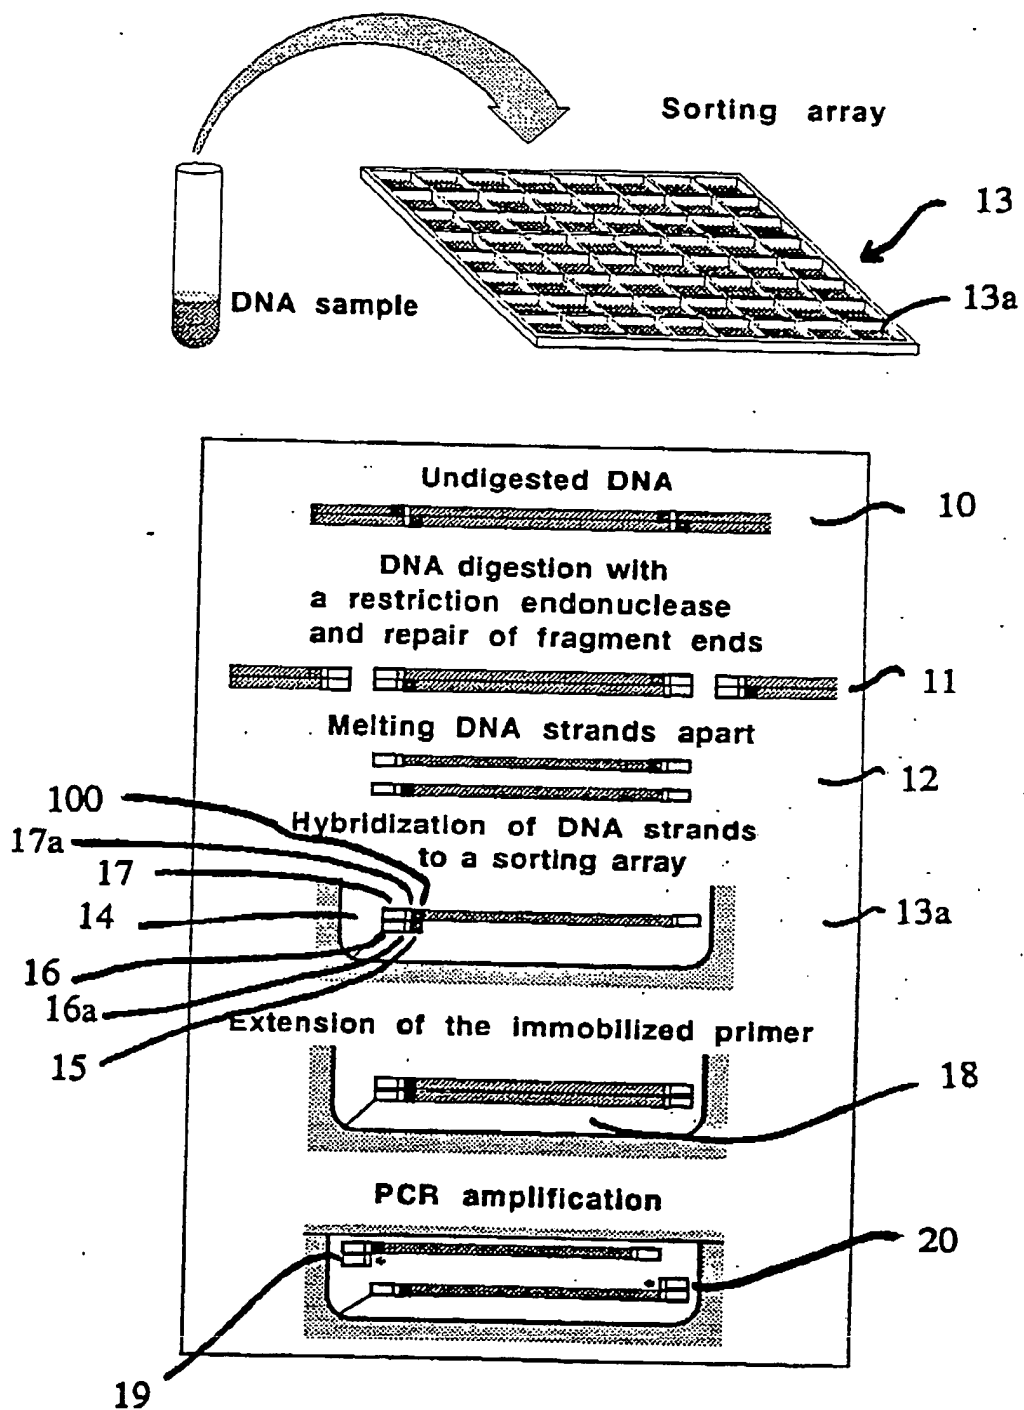 Sorting array
13
13a
DNA sample
Undigested DNA
10
DNA digestion with
a restriction endonuclease
and repair of fragment ends
11
Melting DNA strands apart
12
100
Hybridization of DNA strands
17a
to a sorting array
17
14
13a
16
16a
Extension of the immobilized primer
15
18
PCR amplification
20
19